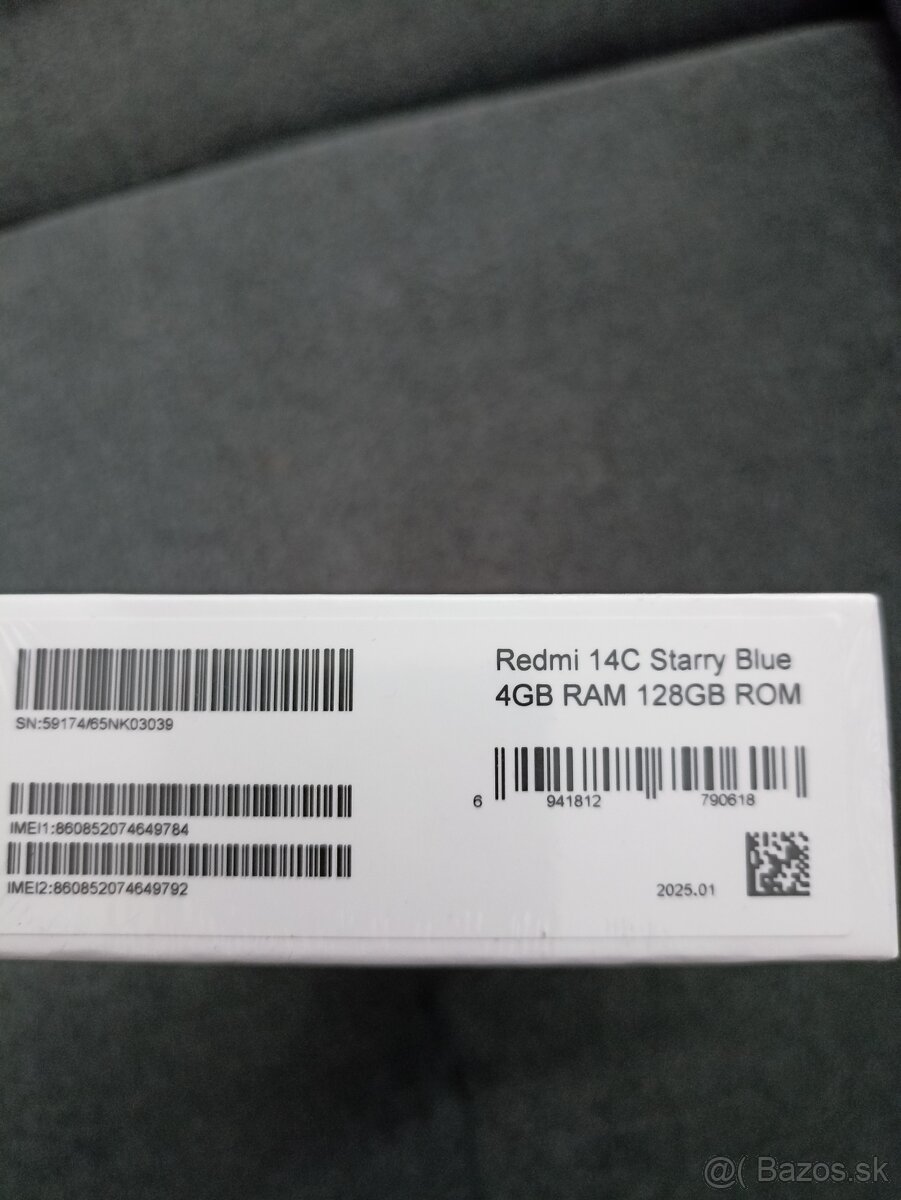 Redmi 14C Starry Blue
4GB RAM 128GB ROM
SN:59174/65NK03039
IMEI1:860852074649784
IMEI2:860852074649792
6 941812 790618
2025.01
@( Bazos.sk